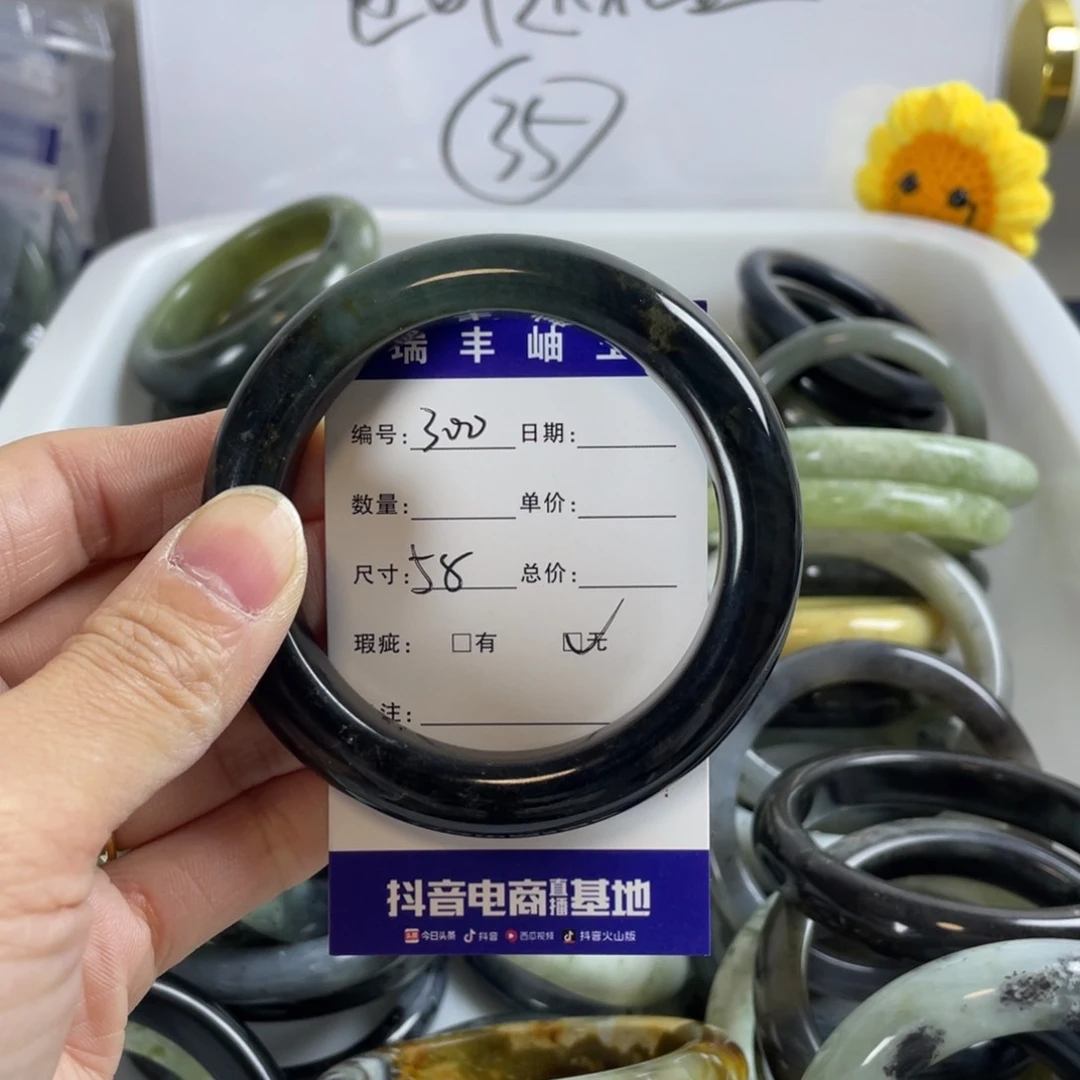 35
瑞丰岫
编号: 300 日期:
数量: 单价:
尺寸: 58 总价:
瑕疵: □有 ☑无
注:
抖音电商直播基地
头条 今日头条 抖音 西瓜视频 抖音火山版